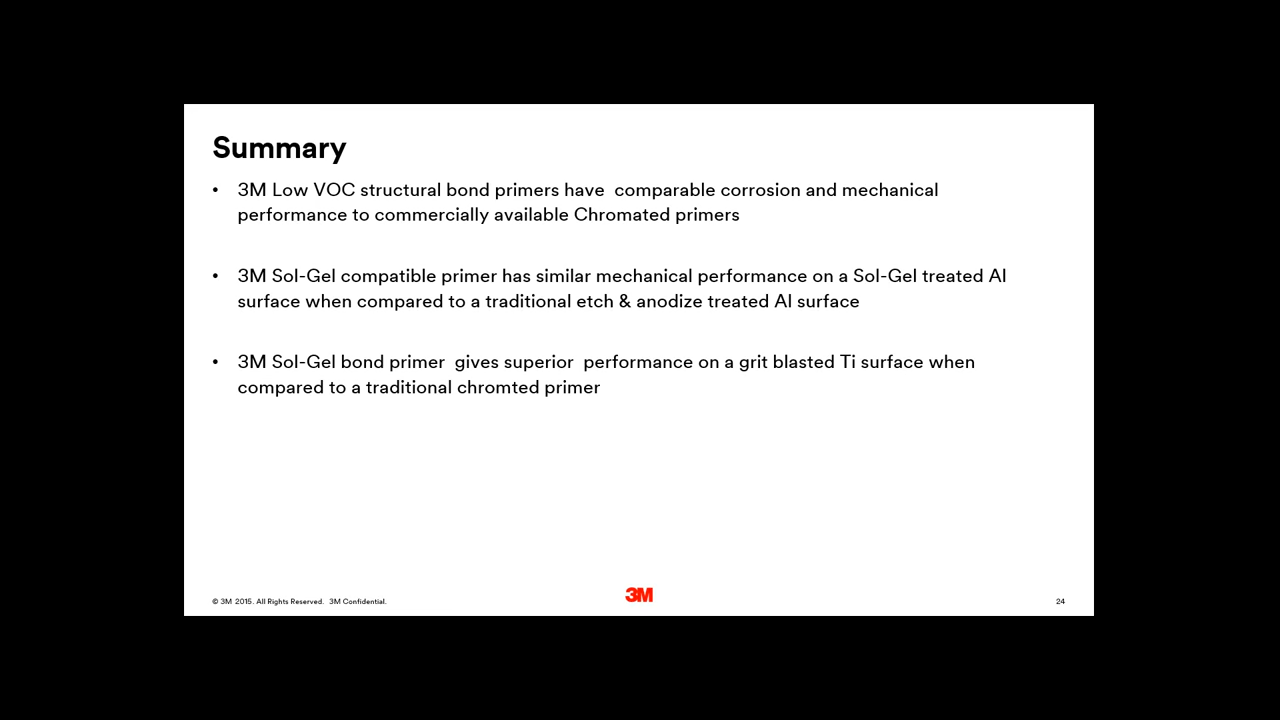 Summary
• 3M Low VOC structural bond primers have  comparable corrosion and mechanical
performance to commercially available Chromated primers
• 3M Sol-Gel compatible primer has similar mechanical performance on a Sol-Gel treated Al
surface when compared to a traditional etch & anodize treated Al surface
• 3M Sol-Gel bond primer  gives superior  performance on a grit blasted Ti surface when
compared to a traditional chromted primer
© 3M 2015. All Rights Reserved.  3M Confidential.
3M
24